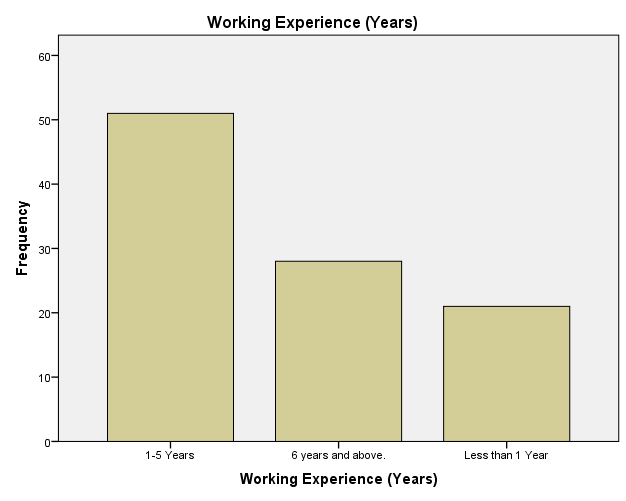 Working Experience (Years)
60
50
40
30
20
10
0
Frequency
1-5 Years
6 years and above.
Less than 1 Year
Working Experience (Years)